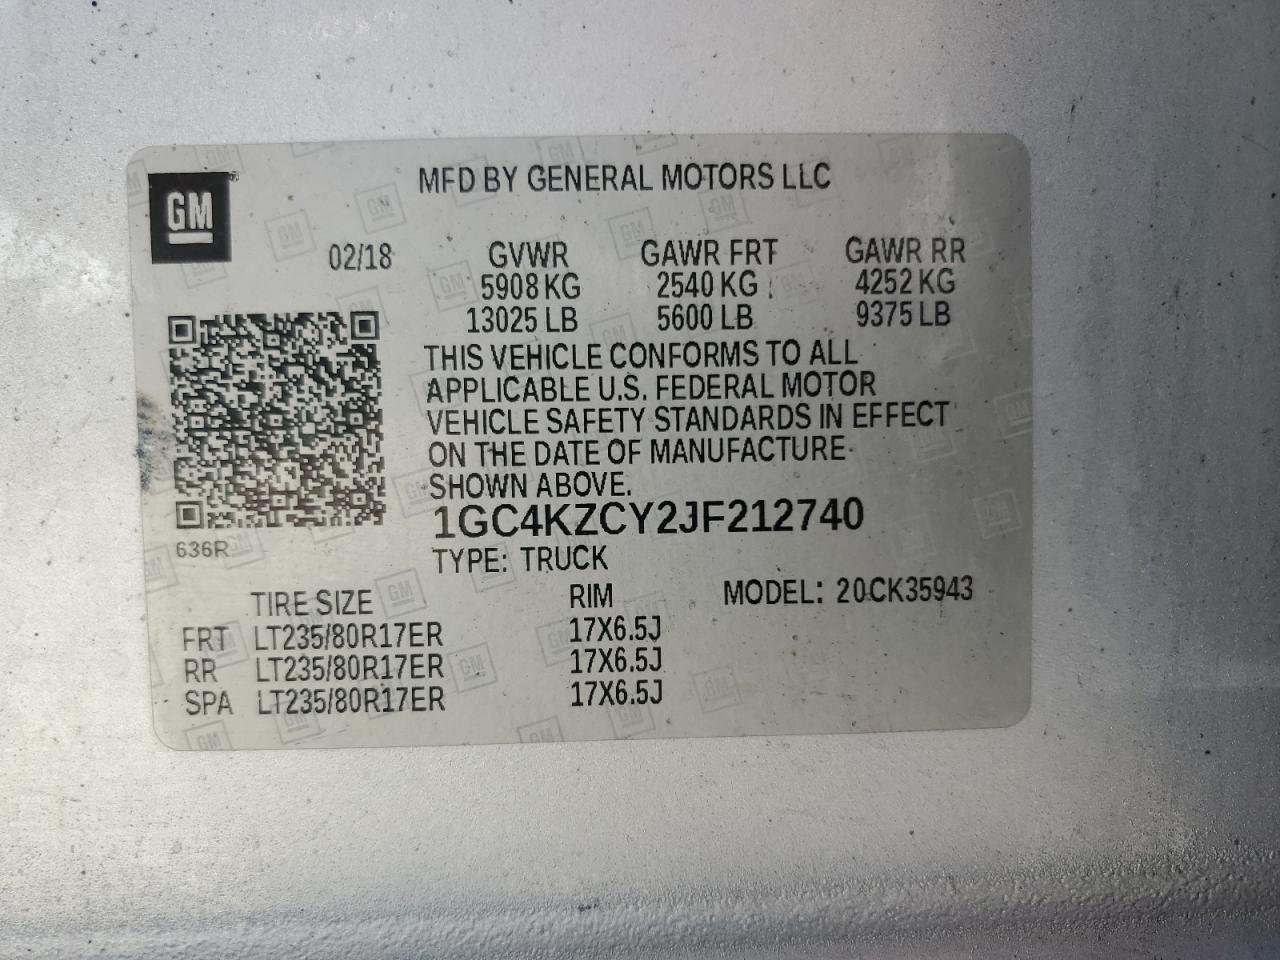 MFD BY GENERAL MOTORS LLC
GM
02/18 GVWR GAWR FRT GAWR RR
5908 KG 2540 KG 4252 KG
13025 LB 5600 LB 9375 LB
THIS VEHICLE CONFORMS TO ALL
APPLICABLE U.S. FEDERAL MOTOR
VEHICLE SAFETY STANDARDS IN EFFECT
ON THE DATE OF MANUFACTURE
SHOWN ABOVE.
1GC4KZCY2JF212740
636R
TYPE: TRUCK
TIRE SIZE RIM MODEL: 20CK35943
FRT LT235/80R17ER 17X6.5J
RR LT235/80R17ER 17X6.5J
SPA LT235/80R17ER 17X6.5J